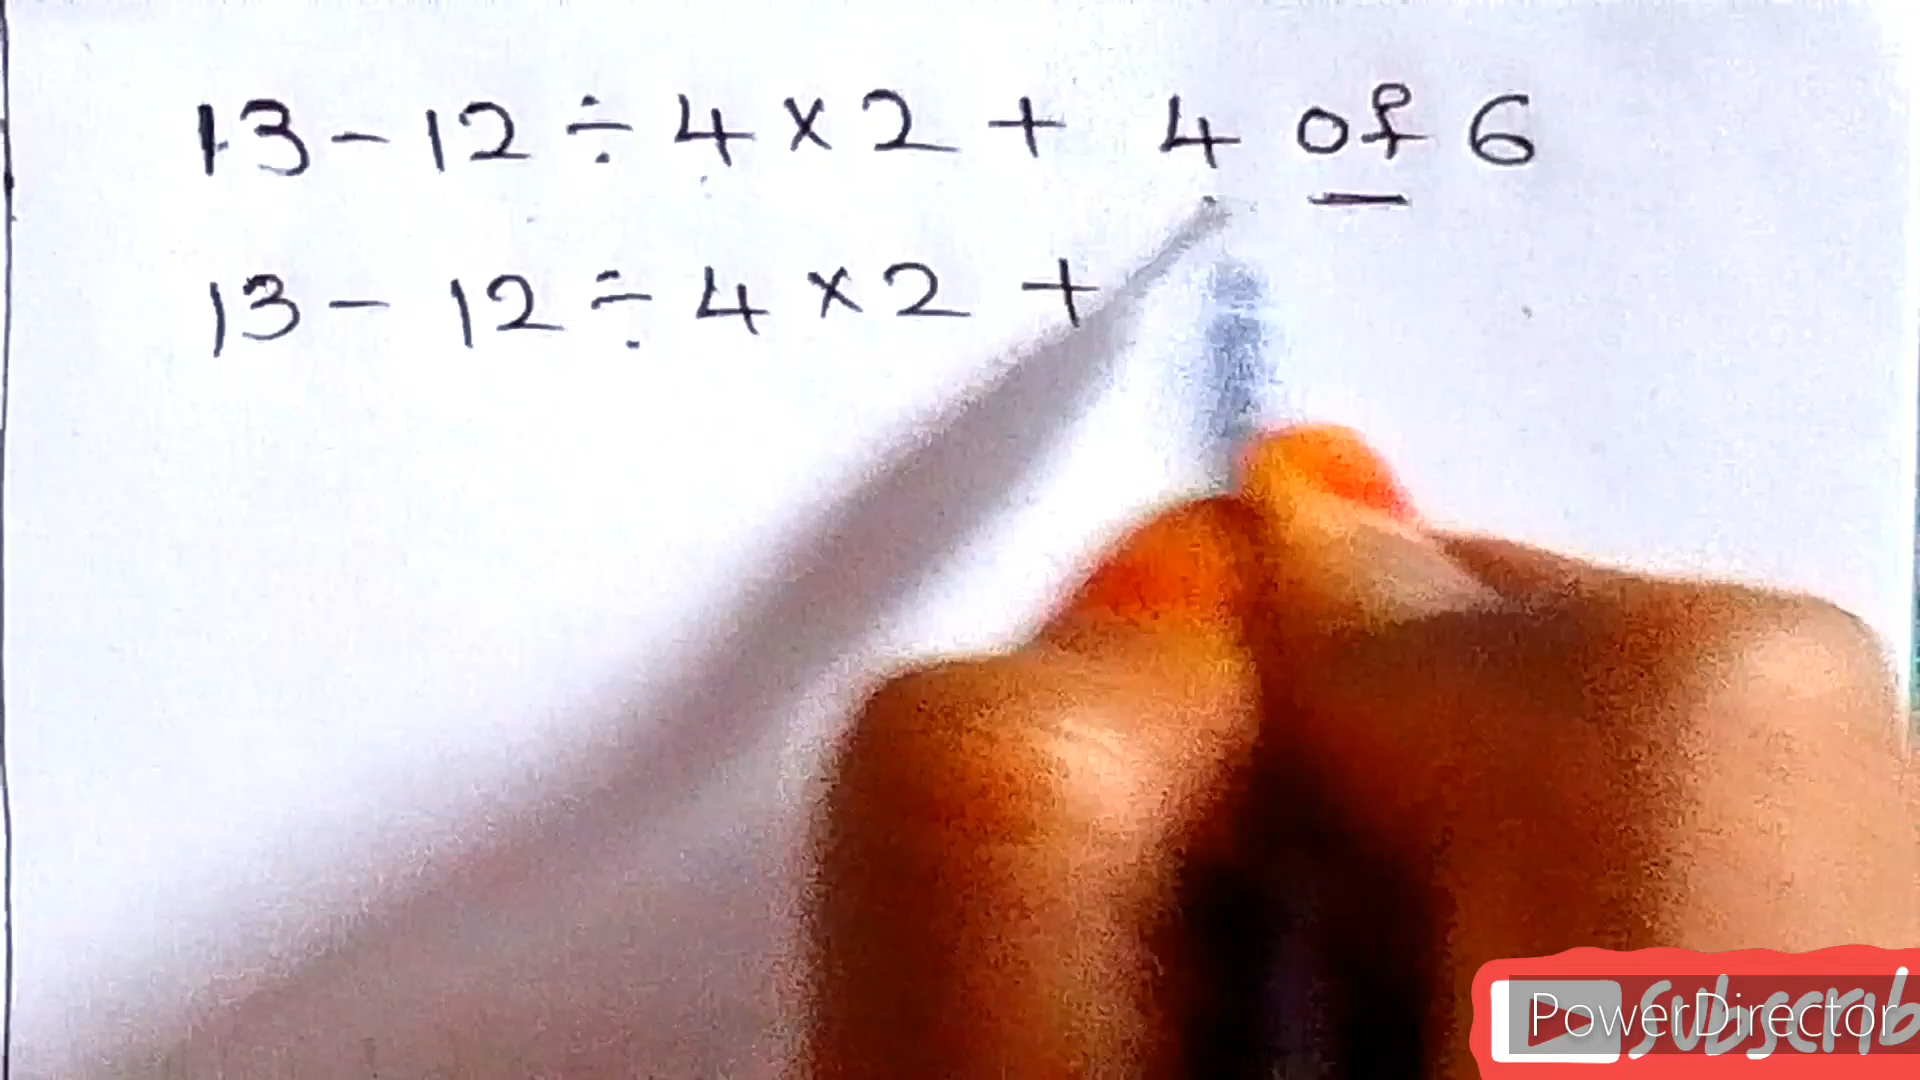 13 - 12 ÷ 4 × 2 + 4 of 6
13 - 12 ÷ 4 × 2 +
PowerDirector